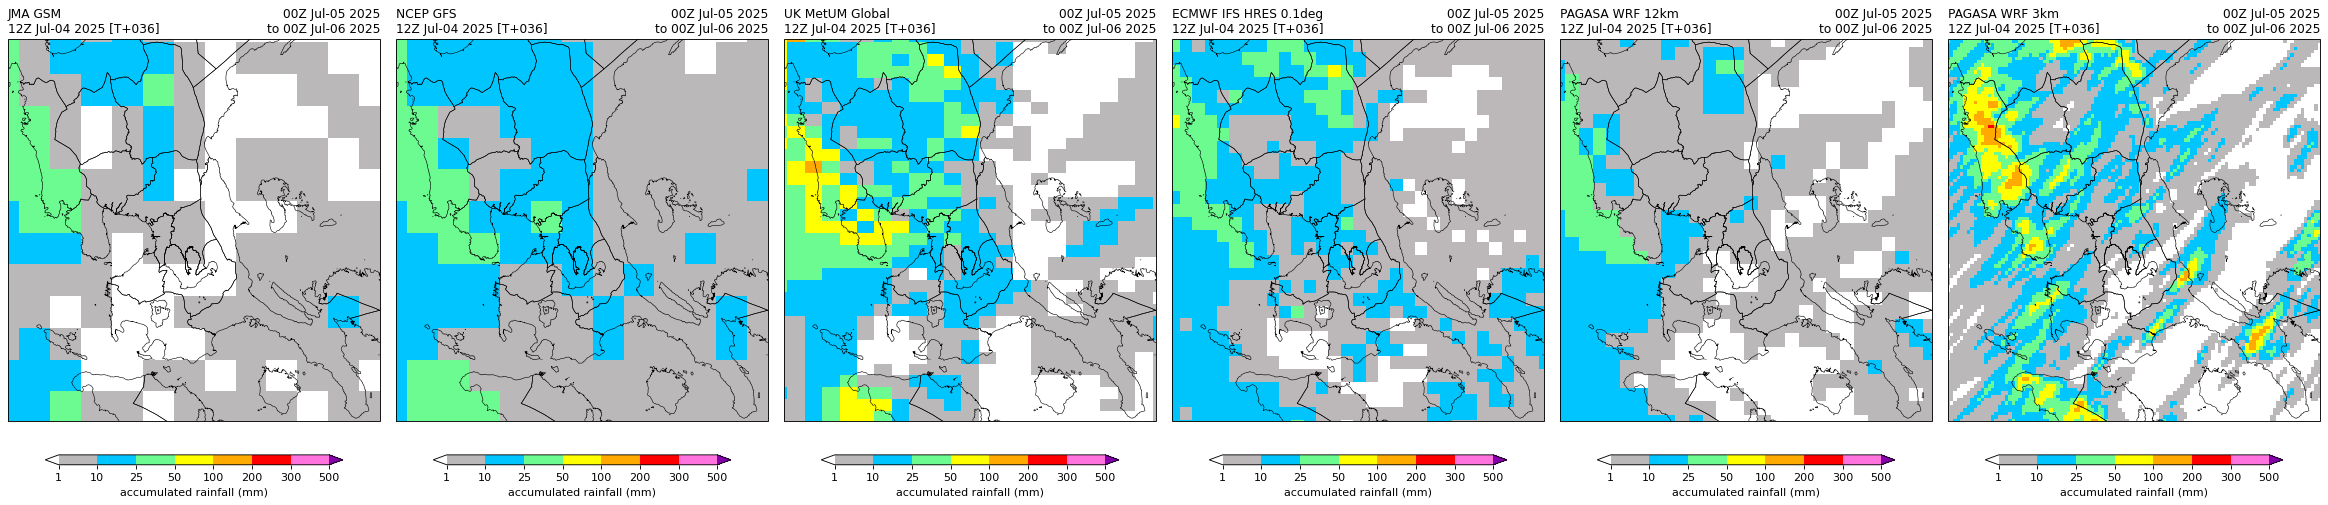 JMA GSM 00Z Jul-05 2025
12Z Jul-04 2025 [T+036] to 00Z Jul-06 2025
1 10 25 50 100 200 300 500
accumulated rainfall (mm)
NCEP GFS 00Z Jul-05 2025
12Z Jul-04 2025 [T+036] to 00Z Jul-06 2025
1 10 25 50 100 200 300 500
accumulated rainfall (mm)
UK MetUM Global 00Z Jul-05 2025
12Z Jul-04 2025 [T+036] to 00Z Jul-06 2025
1 10 25 50 100 200 300 500
accumulated rainfall (mm)
ECMWF IFS HRES 0.1deg 00Z Jul-05 2025
12Z Jul-04 2025 [T+036] to 00Z Jul-06 2025
1 10 25 50 100 200 300 500
accumulated rainfall (mm)
PAGASA WRF 12km 00Z Jul-05 2025
12Z Jul-04 2025 [T+036] to 00Z Jul-06 2025
1 10 25 50 100 200 300 500
accumulated rainfall (mm)
PAGASA WRF 3km 00Z Jul-05 2025
12Z Jul-04 2025 [T+036] to 00Z Jul-06 2025
1 10 25 50 100 200 300 500
accumulated rainfall (mm)